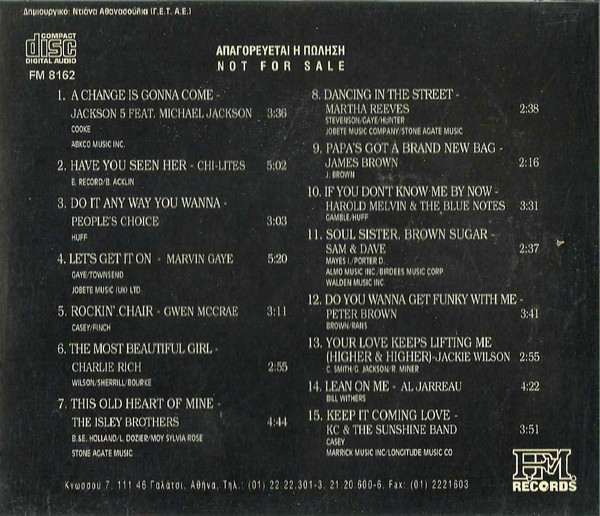 Δημιουργικό: Ντιάνα Αθανασούλια (Γ.Ε.Τ. Α.Ε.)
COMPACT
disc
DIGITAL AUDIO
FM 8162
ΑΠΑΓΟΡΕΥΕΤΑΙ Η ΠΩΛΗΣΗ
NOT FOR SALE
1. A CHANGE IS GONNA COME -
JACKSON 5 FEAT. MICHAEL JACKSON 3:36
COOKE
ABKCO MUSIC INC.
2. HAVE YOU SEEN HER - CHI-LITES 5:02
E. RECORD/B. ACKLIN
3. DO IT ANY WAY YOU WANNA -
PEOPLE'S CHOICE 3:03
HUFF
4. LET'S GET IT ON - MARVIN GAYE 5:20
GAYE/TOWNSEND
JOBETE MUSIC (UK) LTD.
5. ROCKIN' CHAIR - GWEN MCCRAE 3:11
CASEY/FINCH
6. THE MOST BEAUTIFUL GIRL -
CHARLIE RICH 2:55
WILSON/SHERRILL/BOURKE
7. THIS OLD HEART OF MINE -
THE ISLEY BROTHERS 4:44
B.&E. HOLLAND/L. DOZIER/MOY SYLVIA ROSE
STONE AGATE MUSIC
8. DANCING IN THE STREET -
MARTHA REEVES 2:38
STEVENSON/GAYE/HUNTER
JOBETE MUSIC COMPANY/STONE AGATE MUSIC
9. PAPA'S GOT A BRAND NEW BAG -
JAMES BROWN 2:16
J. BROWN
10. IF YOU DON'T KNOW ME BY NOW -
HAROLD MELVIN & THE BLUE NOTES 3:31
GAMBLE/HUFF
11. SOUL SISTER, BROWN SUGAR -
SAM & DAVE 2:37
MAYES I./PORTER D.
ALMO MUSIC INC./BIRDEES MUSIC CORP.
WALDEN MUSIC INC.
12. DO YOU WANNA GET FUNKY WITH ME -
PETER BROWN 3:41
BROWN/RANS
13. YOUR LOVE KEEPS LIFTING ME
(HIGHER & HIGHER)-JACKIE WILSON 2:55
C. SMITH/G. JACKSON/R. MINER
14. LEAN ON ME - AL JARREAU 4:22
BILL WITHERS
15. KEEP IT COMING LOVE -
KC & THE SUNSHINE BAND 3:51
CASEY
MARRICK MUSIC INC/LONGITUDE MUSIC CO
F.M.
RECORDS
Κνωσού 7, 111 46 Γαλάτσι, Αθήνα, Τηλ.: (01) 22.22.301-3, 21.20 600-6, Fax: (01) 2221603